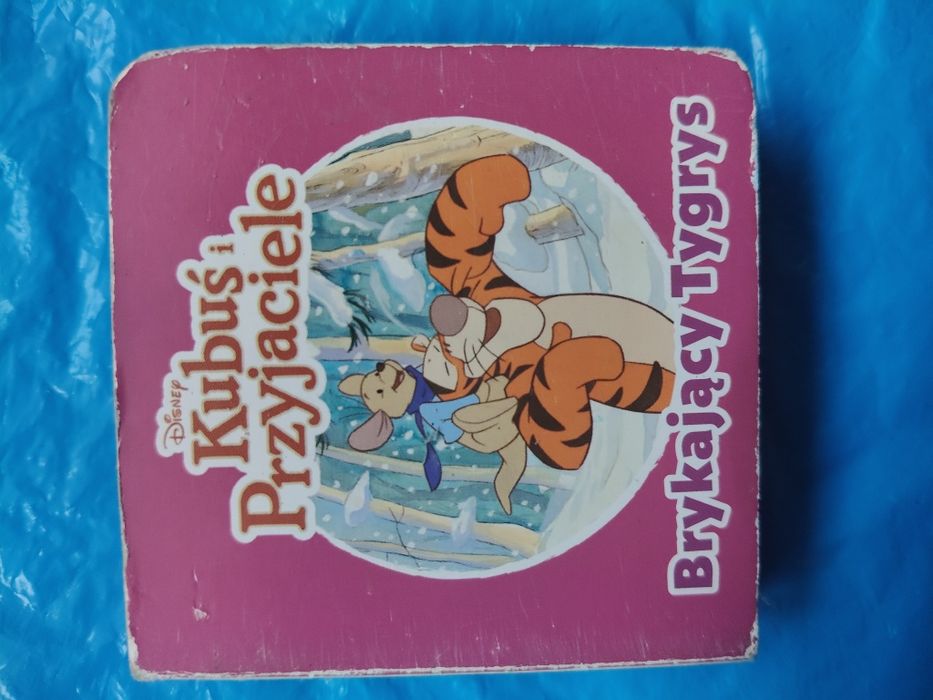 DISNEY
Kubuś i
Przyjaciele
Brykający Tygrys